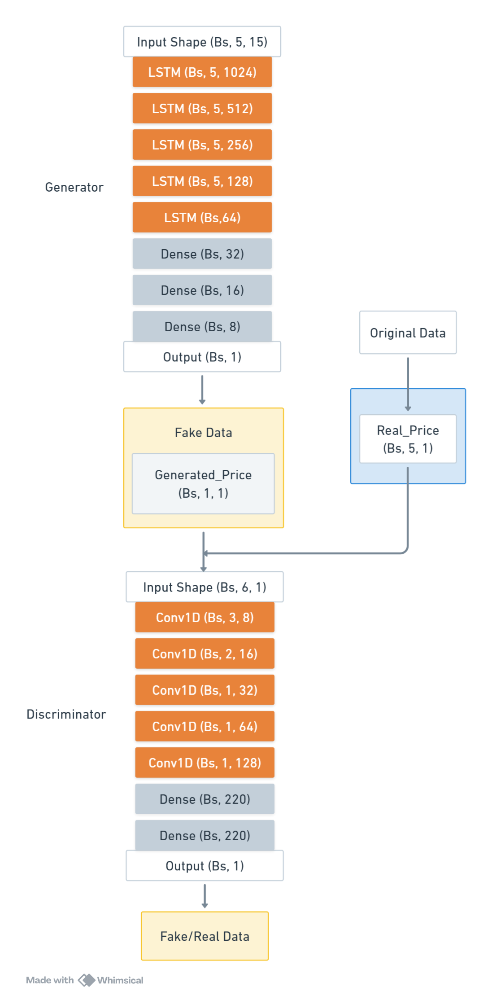 Input Shape (Bs, 5, 15)
LSTM (Bs, 5, 1024)
LSTM (Bs, 5, 512)
LSTM (Bs, 5, 256)
LSTM (Bs, 5, 128)
Generator
LSTM (Bs,64)
Dense (Bs, 32)
Dense (Bs, 16)
Dense (Bs, 8)
Output (Bs, 1)
Original Data
Fake Data
Generated_Price
(Bs, 1, 1)
Real_Price
(Bs, 5, 1)
Input Shape (Bs, 6, 1)
Conv1D (Bs, 3, 8)
Conv1D (Bs, 2, 16)
Conv1D (Bs, 1, 32)
Discriminator
Conv1D (Bs, 1, 64)
Conv1D (Bs, 1, 128)
Dense (Bs, 220)
Dense (Bs, 220)
Output (Bs, 1)
Fake/Real Data
Made with Whimsical